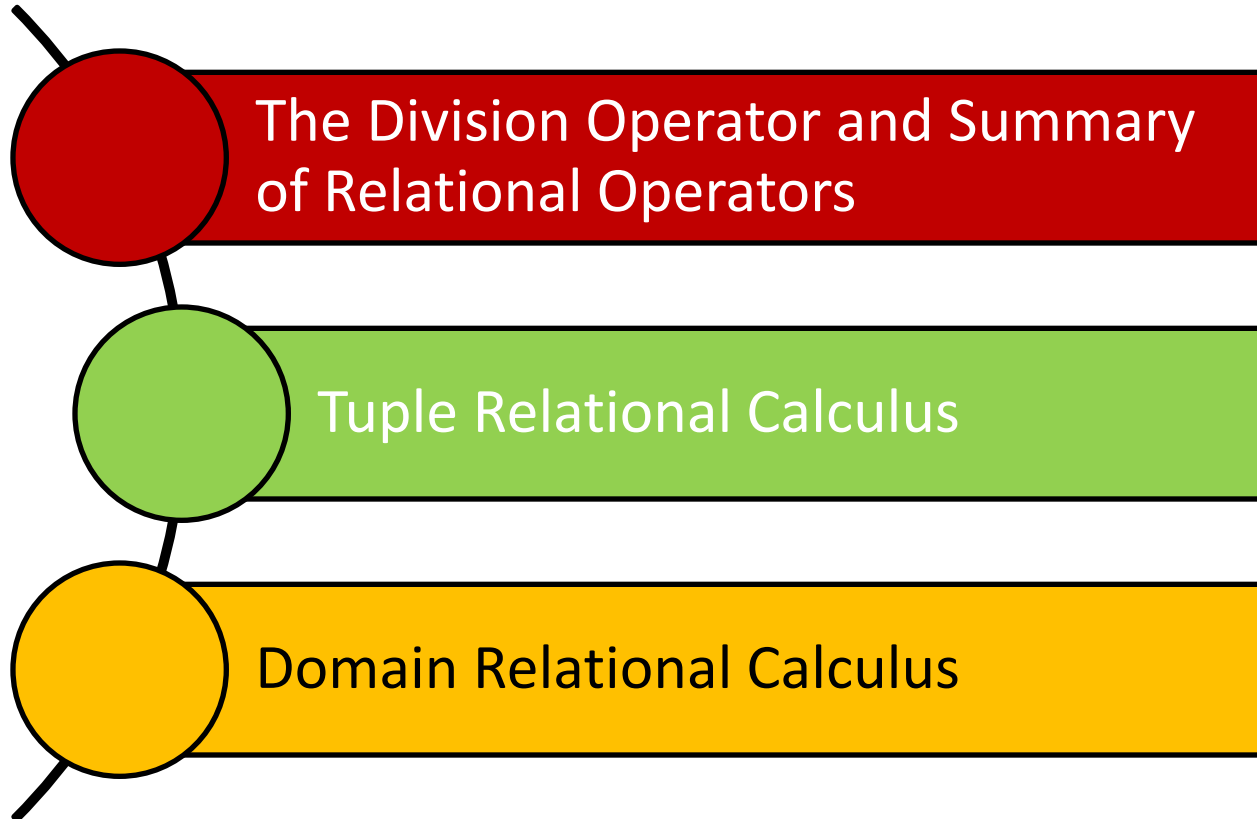 The Division Operator and Summary
of Relational Operators
Tuple Relational Calculus
Domain Relational Calculus